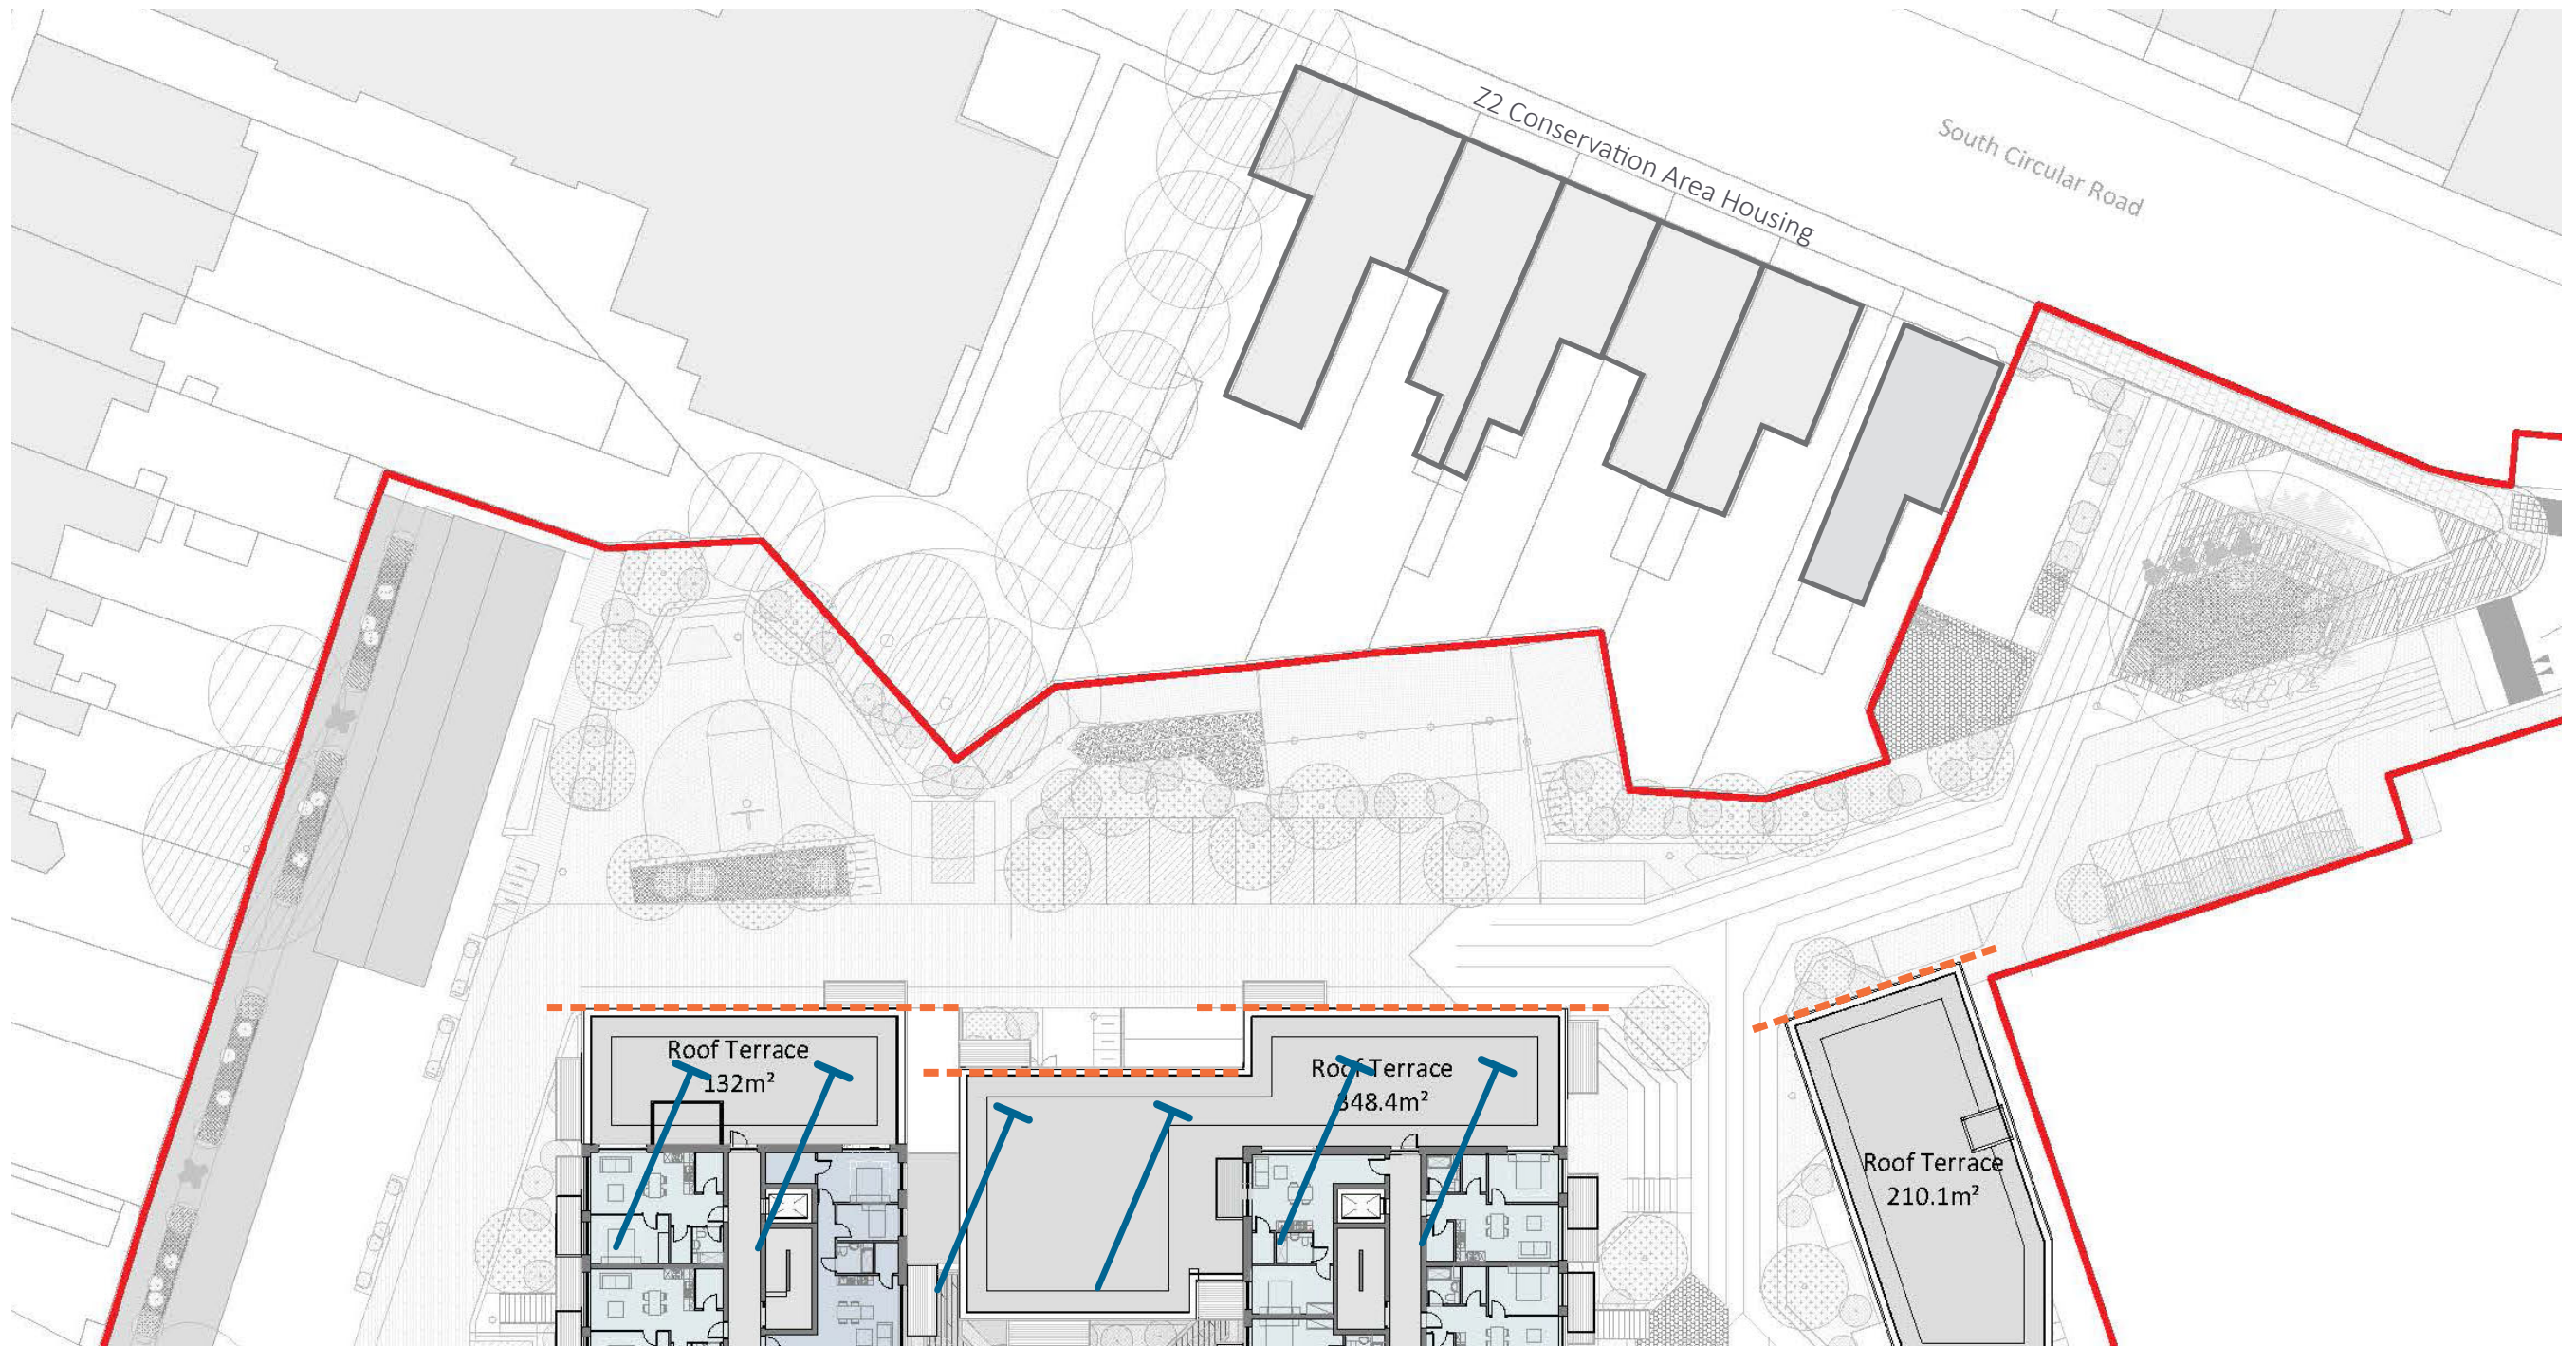 Z2 Conservation Area Housing
South Circular Road
Roof Terrace
132m²
Roof Terrace
348.4m²
Roof Terrace
210.1m²